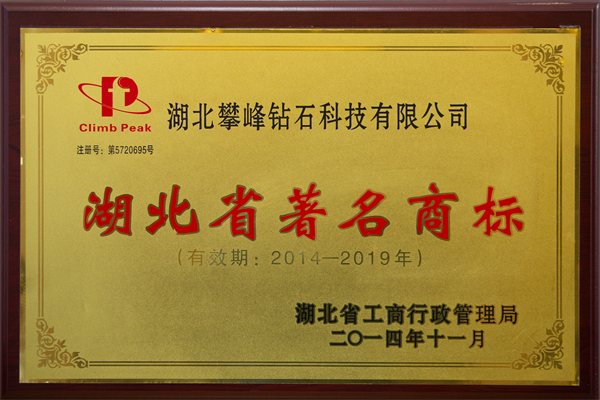 Climb Peak
注册号：第5720695号
湖北攀峰钻石科技有限公司
湖北省著名商标
(有效期：2014—2019年)
湖北省工商行政管理局
二〇一四年十一月